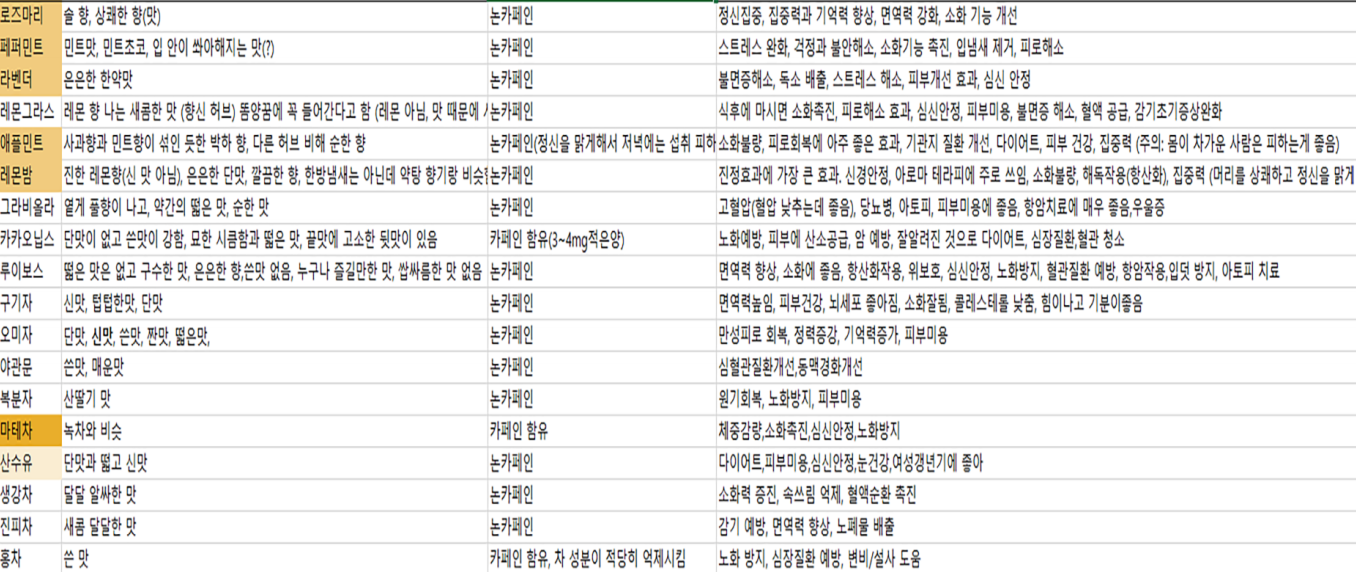 로즈마리 솔 향, 상쾌한 향(맛) 논카페인 정신집중, 집중력과 기억력 향상, 면역력 강화, 소화 기능 개선
페퍼민트 민트맛, 민트초코, 입 안이 쏴아해지는 맛(?) 논카페인 스트레스 완화, 걱정과 불안해소, 소화기능 촉진, 입냄새 제거, 피로해소
라벤더 은은한 한약맛 논카페인 불면증해소, 독소 배출, 스트레스 해소, 피부개선 효과, 심신 안정
레몬그라스 레몬 향 나는 새콤한 맛 (향신 허브) 똠양꿍에 꼭 들어간다고 함 (레몬 아님, 맛 때문에 논카페인 식후에 마시면 소화촉진, 피로해소 효과, 심신안정, 피부미용, 불면증 해소, 혈액 공급, 감기초기증상완화
애플민트 사과향과 민트향이 섞인 듯한 박하 향, 다른 허브 비해 순한 향 논카페인(정신을 맑게해서 저녁에는 섭취 피하 소화불량, 피로회복에 아주 좋은 효과, 기관지 질환 개선, 다이어트, 피부 건강, 집중력 (주의: 몸이 차가운 사람은 피하는게 좋음)
레몬밤 진한 레몬향(신 맛 아님), 은은한 단맛, 깔끔한 향, 한방냄새는 아닌데 약탕 향기랑 비슷 논카페인 진정효과에 가장 큰 효과. 신경안정, 아로마 테라피에 주로 쓰임, 소화불량, 해독작용(항산화), 집중력 (머리를 상쾌하고 정신을 맑게
그라비올라 옅게 풀향이 나고, 약간의 떫은 맛, 순한 맛 논카페인 고혈압(혈압 낮추는데 좋음), 당뇨병, 아토피, 피부미용에 좋음, 항암치료에 매우 좋음,우울증
카카오닙스 단맛이 없고 쓴맛이 강함, 묘한 시큼함과 떫은 맛, 끝맛에 고소한 뒷맛이 있음 카페인 함유(3~4mg적은양) 노화예방, 피부에 산소공급, 암 예방, 잘알려진 것으로 다이어트, 심장질환,혈관 청소
루이보스 떫은 맛은 없고 구수한 맛, 은은한 향,쓴맛 없음, 누구나 즐길만한 맛, 쌉싸름한 맛 없음 논카페인 면역력 향상, 소화에 좋음, 항산화작용, 위보호, 심신안정, 노화방지, 혈관질환 예방, 항암작용,입덧 방지, 아토피 치료
구기자 신맛, 텁텁한맛, 단맛 논카페인 면역력높임, 피부건강, 뇌세포 좋아짐, 소화잘됨, 콜레스테롤 낮춤, 힘이나고 기분이좋음
오미자 단맛, 신맛, 쓴맛, 짠맛, 떫은맛, 논카페인 만성피로 회복, 정력증강, 기억력증가, 피부미용
야관문 쓴맛, 매운맛 논카페인 심혈관질환개선,동맥경화개선
복분자 산딸기 맛 논카페인 원기회복, 노화방지, 피부미용
마테차 녹차와 비슷 카페인 함유 체중감량,소화촉진,심신안정,노화방지
산수유 단맛과 떫고 신맛 논카페인 다이어트,피부미용,심신안정,눈건강,여성갱년기에 좋아
생강차 달달 알싸한 맛 논카페인 소화력 증진, 속쓰림 억제, 혈액순환 촉진
진피차 새콤 달달한 맛 논카페인 감기 예방, 면역력 향상, 노폐물 배출
홍차 쓴 맛 카페인 함유, 차 성분이 적당히 억제시킴 노화 방지, 심장질환 예방, 변비/설사 도움